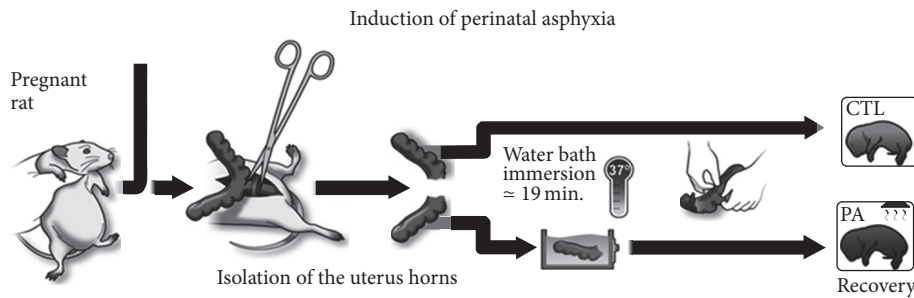 Induction of perinatal asphyxia
Pregnant
rat
CTL
Water bath
immersion
≃ 19 min.
37°
PA
Isolation of the uterus horns
Recovery